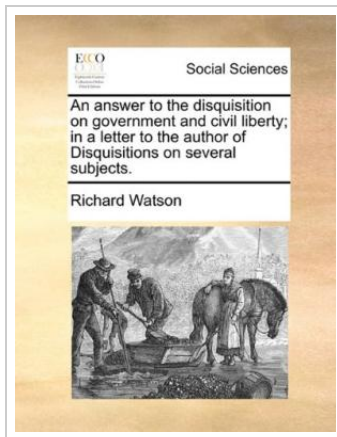 ECCO
Social Sciences
An answer to the disquisition
on government and civil liberty;
in a letter to the author of
Disquisitions on several
subjects.
Richard Watson